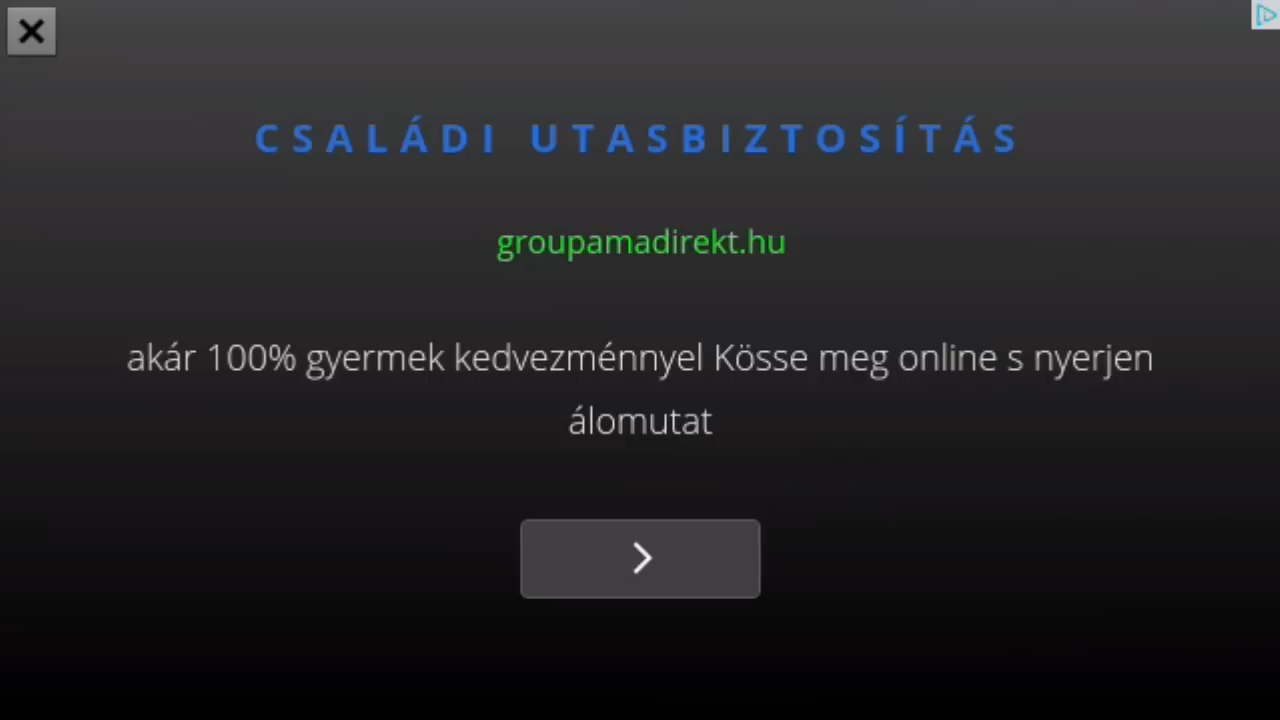 CSALÁDI UTASBIZTOSÍTÁS
groupamadirekt.hu
akár 100% gyermek kedvezménnyel Kösse meg online s nyerjen
álomutat